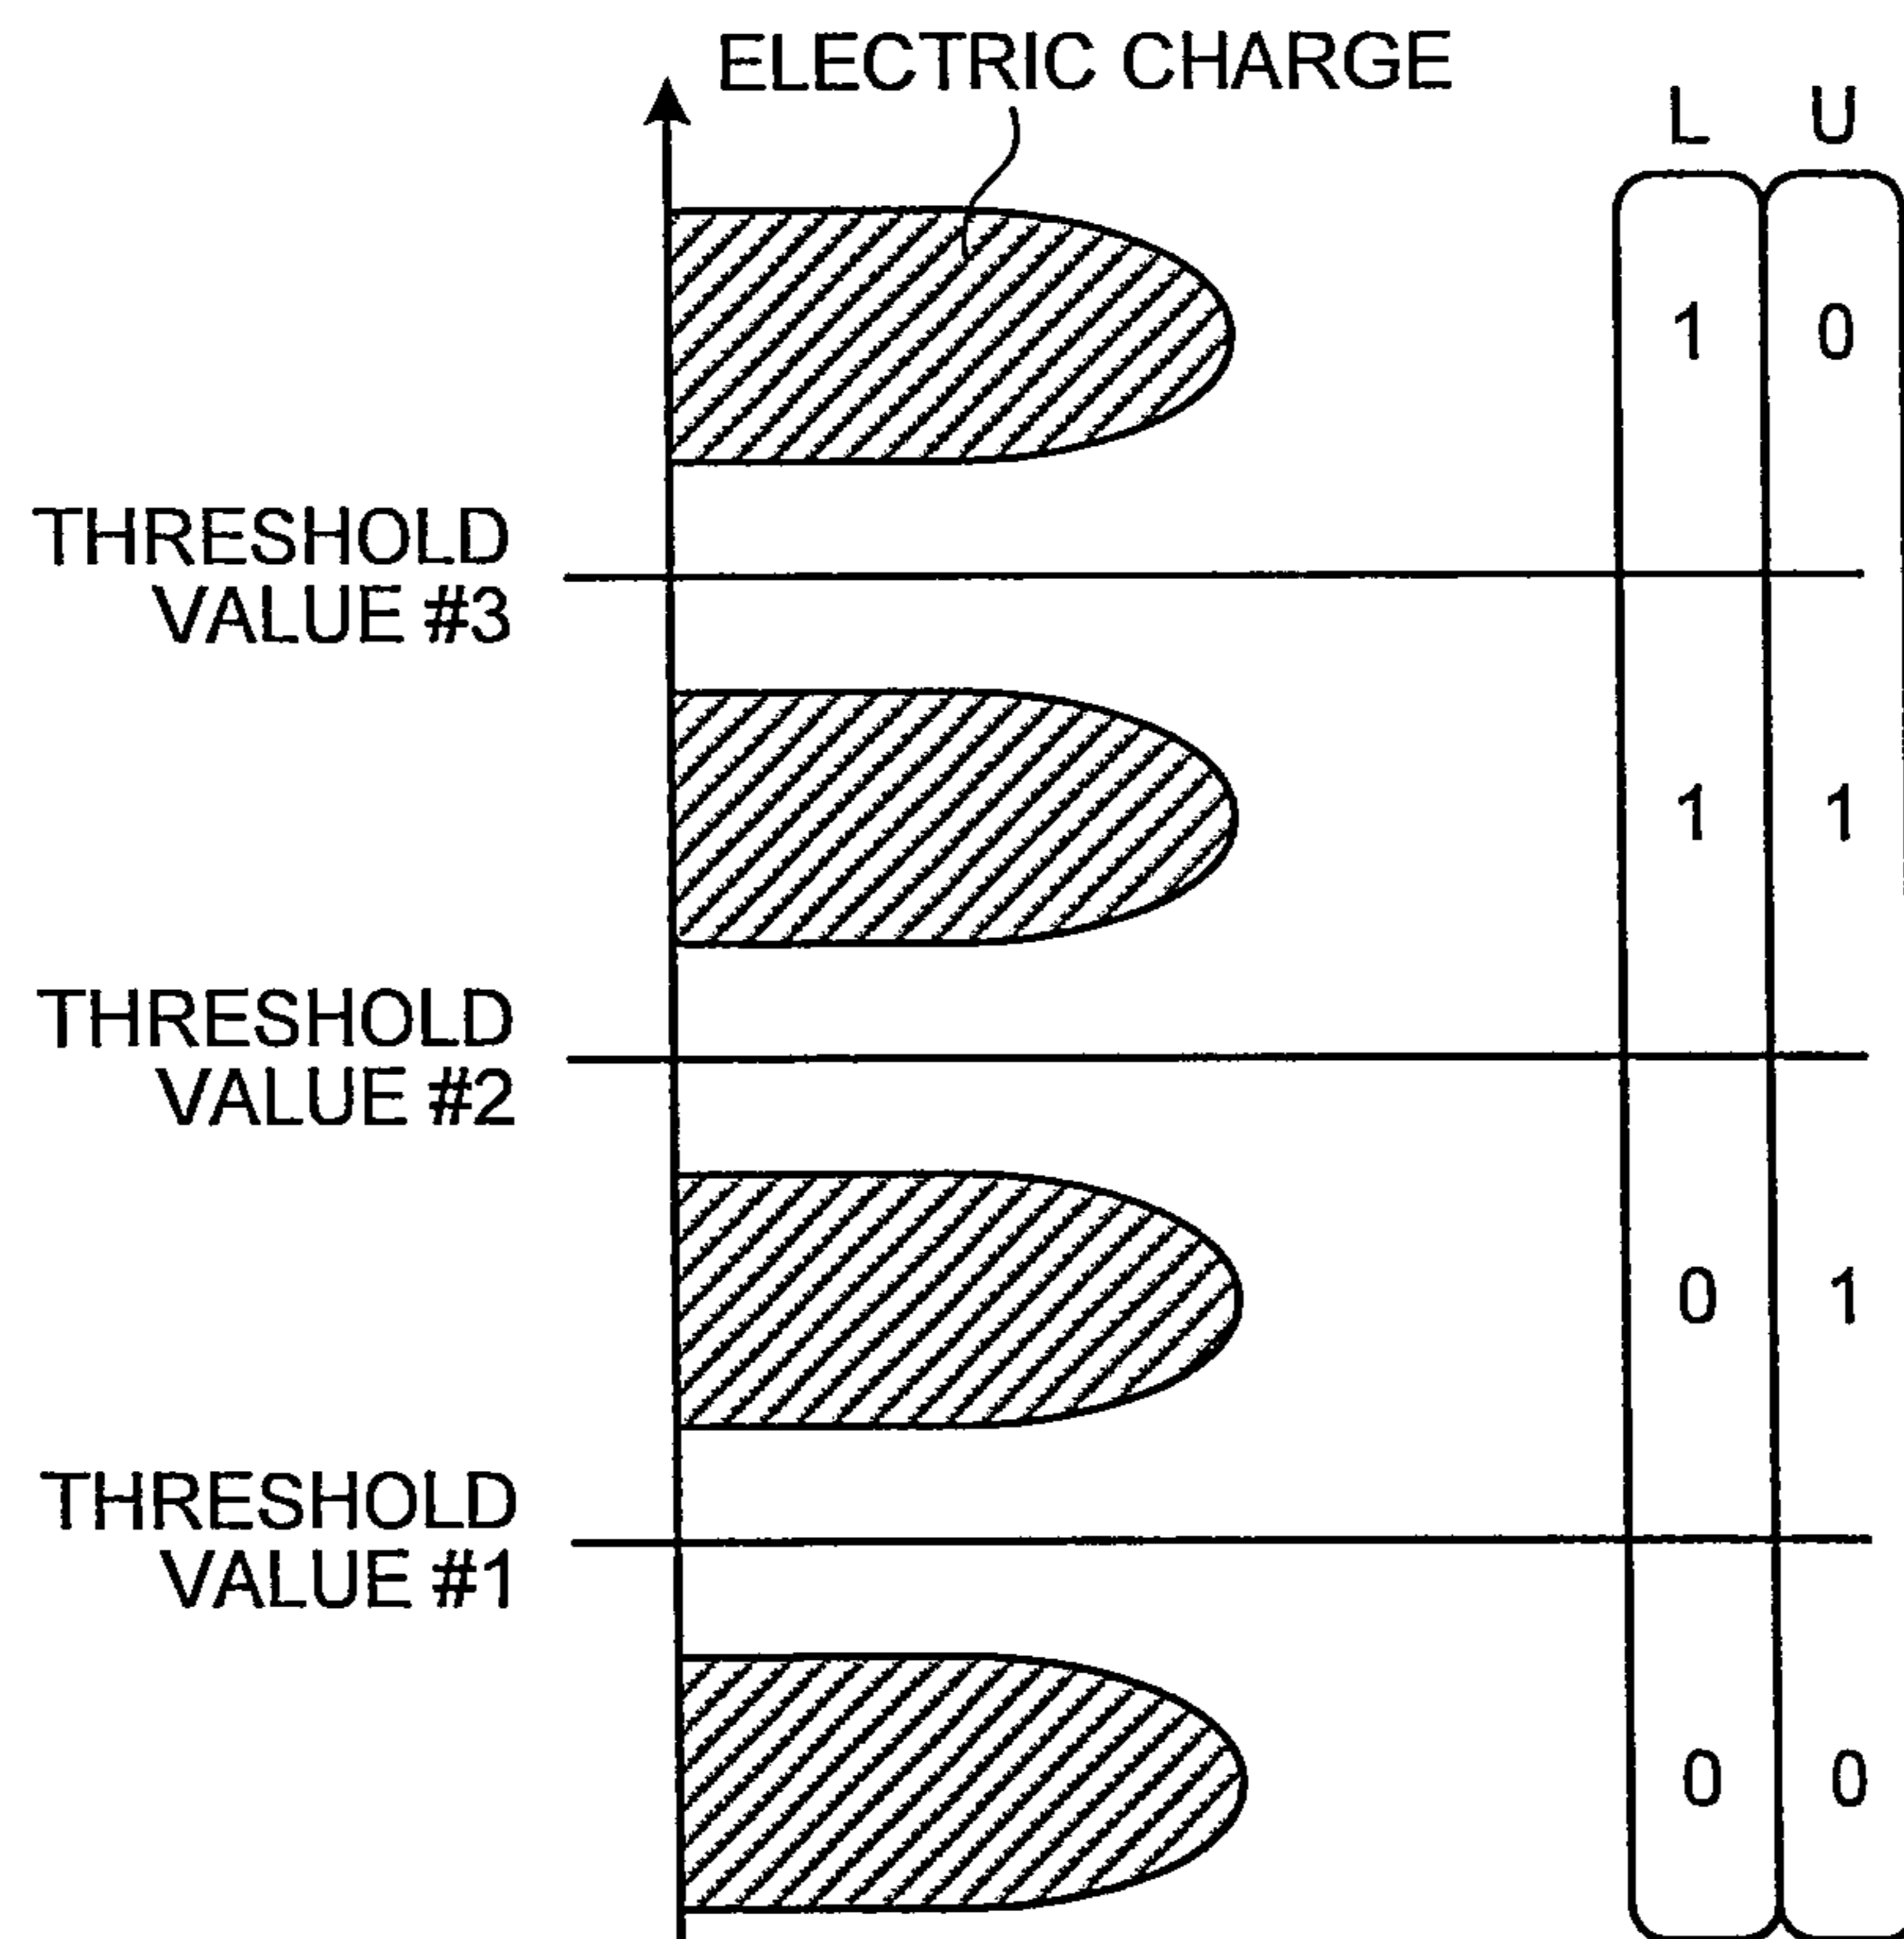 ELECTRIC CHARGE
L U
1 0
THRESHOLD
VALUE #3
1 1
THRESHOLD
VALUE #2
0 1
THRESHOLD
VALUE #1
0 0